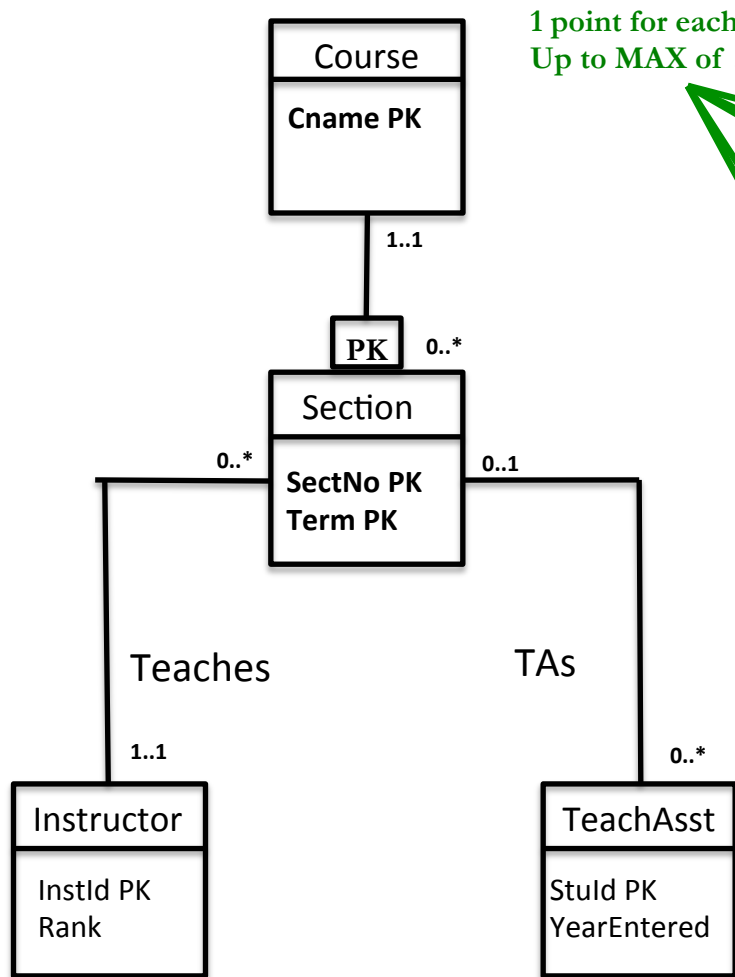 1 point for each
Up to MAX of
Course
Cname PK
1..1
PK
0..*
Section
0..*
SectNo PK
Term PK
0..1
Teaches
TAs
1..1
0..*
Instructor
InstId PK
Rank
TeachAsst
StuId PK
YearEntered